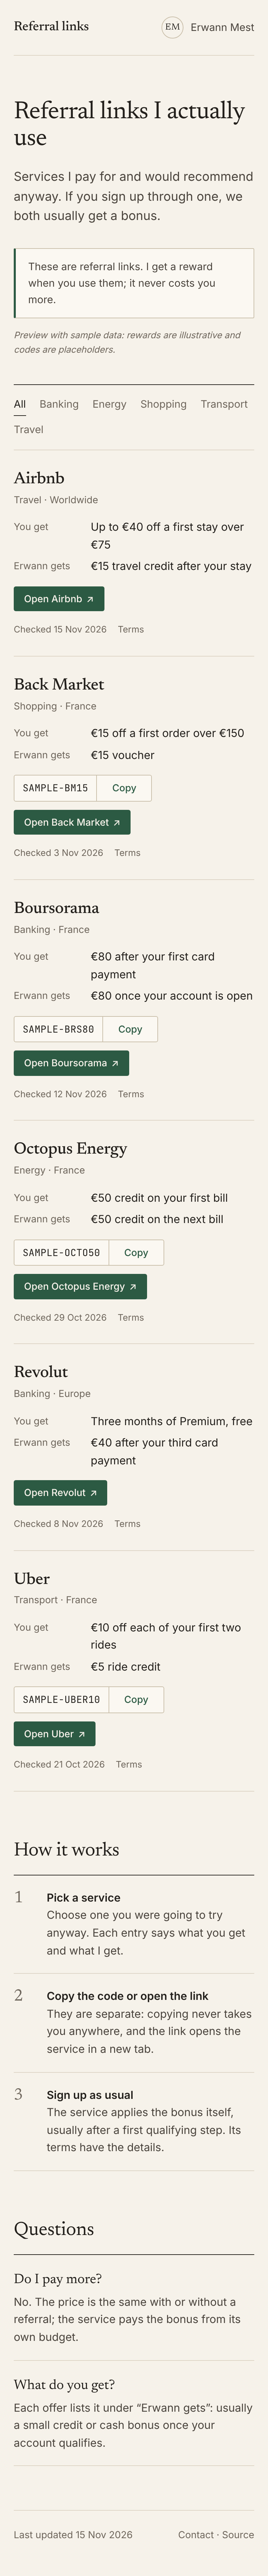 Referral links
EM Erwann Mest
Referral links I actually
use
Services I pay for and would recommend
anyway. If you sign up through one, we
both usually get a bonus.
These are referral links. I get a reward
when you use them; it never costs you
more.
Preview with sample data: rewards are illustrative and
codes are placeholders.
All Banking Energy Shopping Transport
Travel
Airbnb
Travel · Worldwide
You get Up to €40 off a first stay over
€75
Erwann gets €15 travel credit after your stay
Open Airbnb ↗
Checked 15 Nov 2026 Terms
Back Market
Shopping · France
You get €15 off a first order over €150
Erwann gets €15 voucher
SAMPLE-BM15 Copy
Open Back Market ↗
Checked 3 Nov 2026 Terms
Boursorama
Banking · France
You get €80 after your first card
payment
Erwann gets €80 once your account is open
SAMPLE-BRS80 Copy
Open Boursorama ↗
Checked 12 Nov 2026 Terms
Octopus Energy
Energy · France
You get €50 credit on your first bill
Erwann gets €50 credit on the next bill
SAMPLE-OCTO50 Copy
Open Octopus Energy ↗
Checked 29 Oct 2026 Terms
Revolut
Banking · Europe
You get Three months of Premium, free
Erwann gets €40 after your third card
payment
Open Revolut ↗
Checked 8 Nov 2026 Terms
Uber
Transport · France
You get €10 off each of your first two
rides
Erwann gets €5 ride credit
SAMPLE-UBER10 Copy
Open Uber ↗
Checked 21 Oct 2026 Terms
How it works
1 Pick a service
Choose one you were going to try
anyway. Each entry says what you get
and what I get.
2 Copy the code or open the link
They are separate: copying never takes
you anywhere, and the link opens the
service in a new tab.
3 Sign up as usual
The service applies the bonus itself,
usually after a first qualifying step. Its
terms have the details.
Questions
Do I pay more?
No. The price is the same with or without a
referral; the service pays the bonus from its
own budget.
What do you get?
Each offer lists it under “Erwann gets”: usually
a small credit or cash bonus once your
account qualifies.
Last updated 15 Nov 2026 Contact · Source